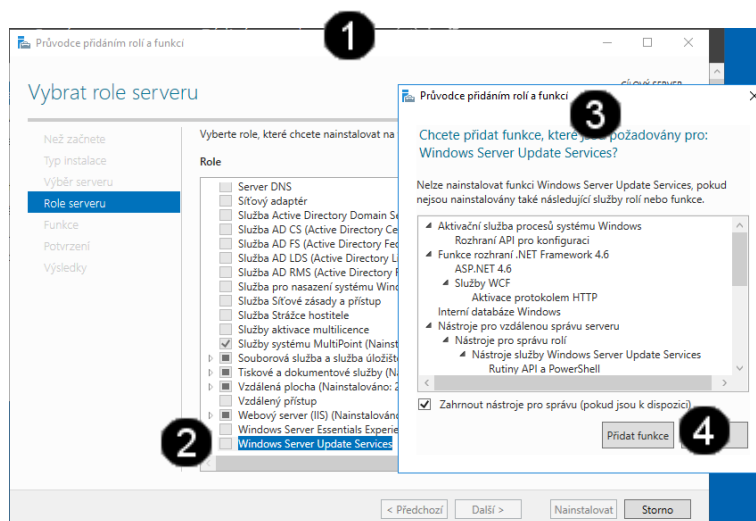 1
Průvodce přidáním rolí a funkcí
Vybrat role serveru
CÍLOVÝ SERVER
Než začnete
Typ instalace
Výběr serveru
Role serveru
Funkce
Potvrzení
Výsledky
Vyberte role, které chcete nainstalovat na
Role
Server DNS
Síťový adaptér
Služba Active Directory Domain Se
Služba AD CS (Active Directory Ce
Služba AD FS (Active Directory Fed
Služba AD LDS (Active Directory Li
Služba AD RMS (Active Directory R
Služba pro nasazení systému Wind
Služba Síťové zásady a přístup
Služba Strážce hostitele
Služby aktivace multilicence
Služby systému MultiPoint (Nainst
Souborová služba a služba úložišt
Tiskové a dokumentové služby (Na
Vzdálená plocha (Nainstalováno: 2
Vzdálený přístup
Webový server (IIS) (Nainstalováno
Windows Server Essentials Experie
2
Windows Server Update Services
< Předchozí
Další >
Nainstalovat
Storno
Průvodce přidáním rolí a funkcí
3
Chcete přidat funkce, které jsou požadovány pro:
Windows Server Update Services?
Nelze nainstalovat funkci Windows Server Update Services, pokud
nejsou nainstalovány také následující služby rolí nebo funkce.
Aktivační služba procesů systému Windows
Rozhraní API pro konfiguraci
Funkce rozhraní .NET Framework 4.6
ASP.NET 4.6
Služby WCF
Aktivace protokolem HTTP
Interní databáze Windows
Nástroje pro vzdálenou správu serveru
Nástroje pro správu rolí
Nástroje služby Windows Server Update Services
Rutiny API a PowerShell
Zahrnout nástroje pro správu (pokud jsou k dispozici)
Přidat funkce
4